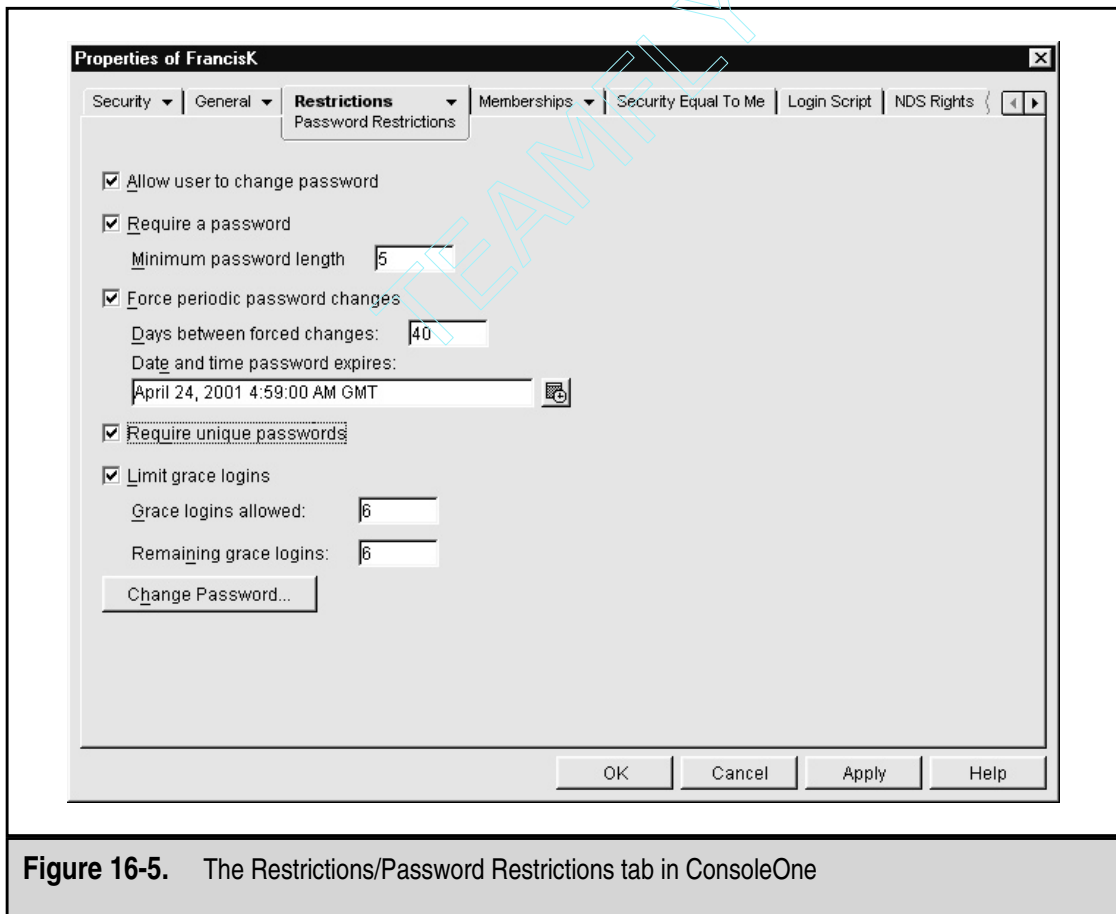 TEAMFLY
Properties of FrancisK
Security General Restrictions Memberships Security Equal To Me Login Script NDS Rights
Password Restrictions
Allow user to change password
Require a password
Minimum password length 5
Force periodic password changes
Days between forced changes: 40
Date and time password expires:
April 24, 2001 4:59:00 AM GMT
Require unique passwords
Limit grace logins
Grace logins allowed: 6
Remaining grace logins: 6
Change Password...
OK Cancel Apply Help
Figure 16-5. The Restrictions/Password Restrictions tab in ConsoleOne